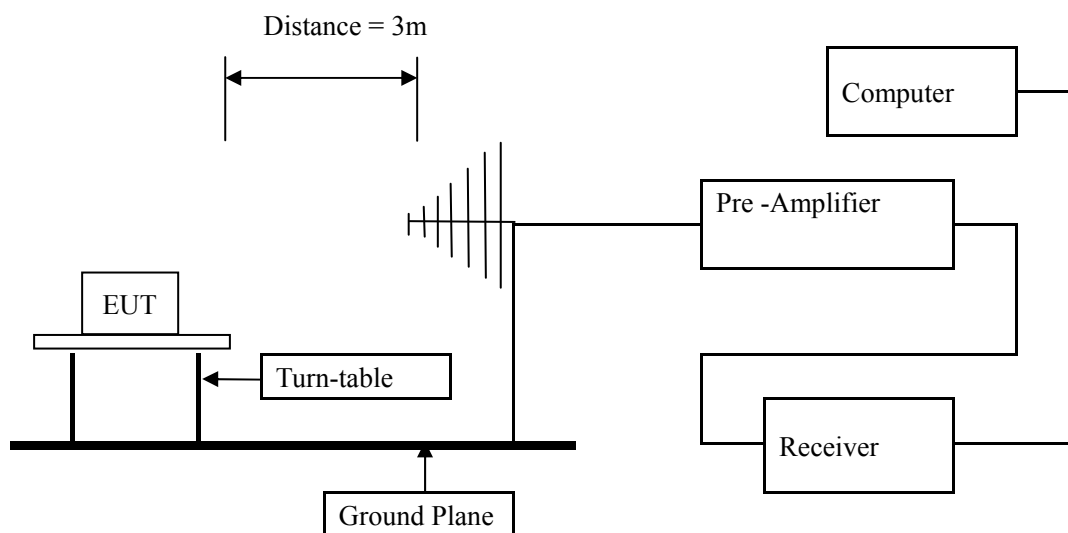 Distance = 3m
Computer
Pre -Amplifier
EUT
Turn-table
Receiver
Ground Plane